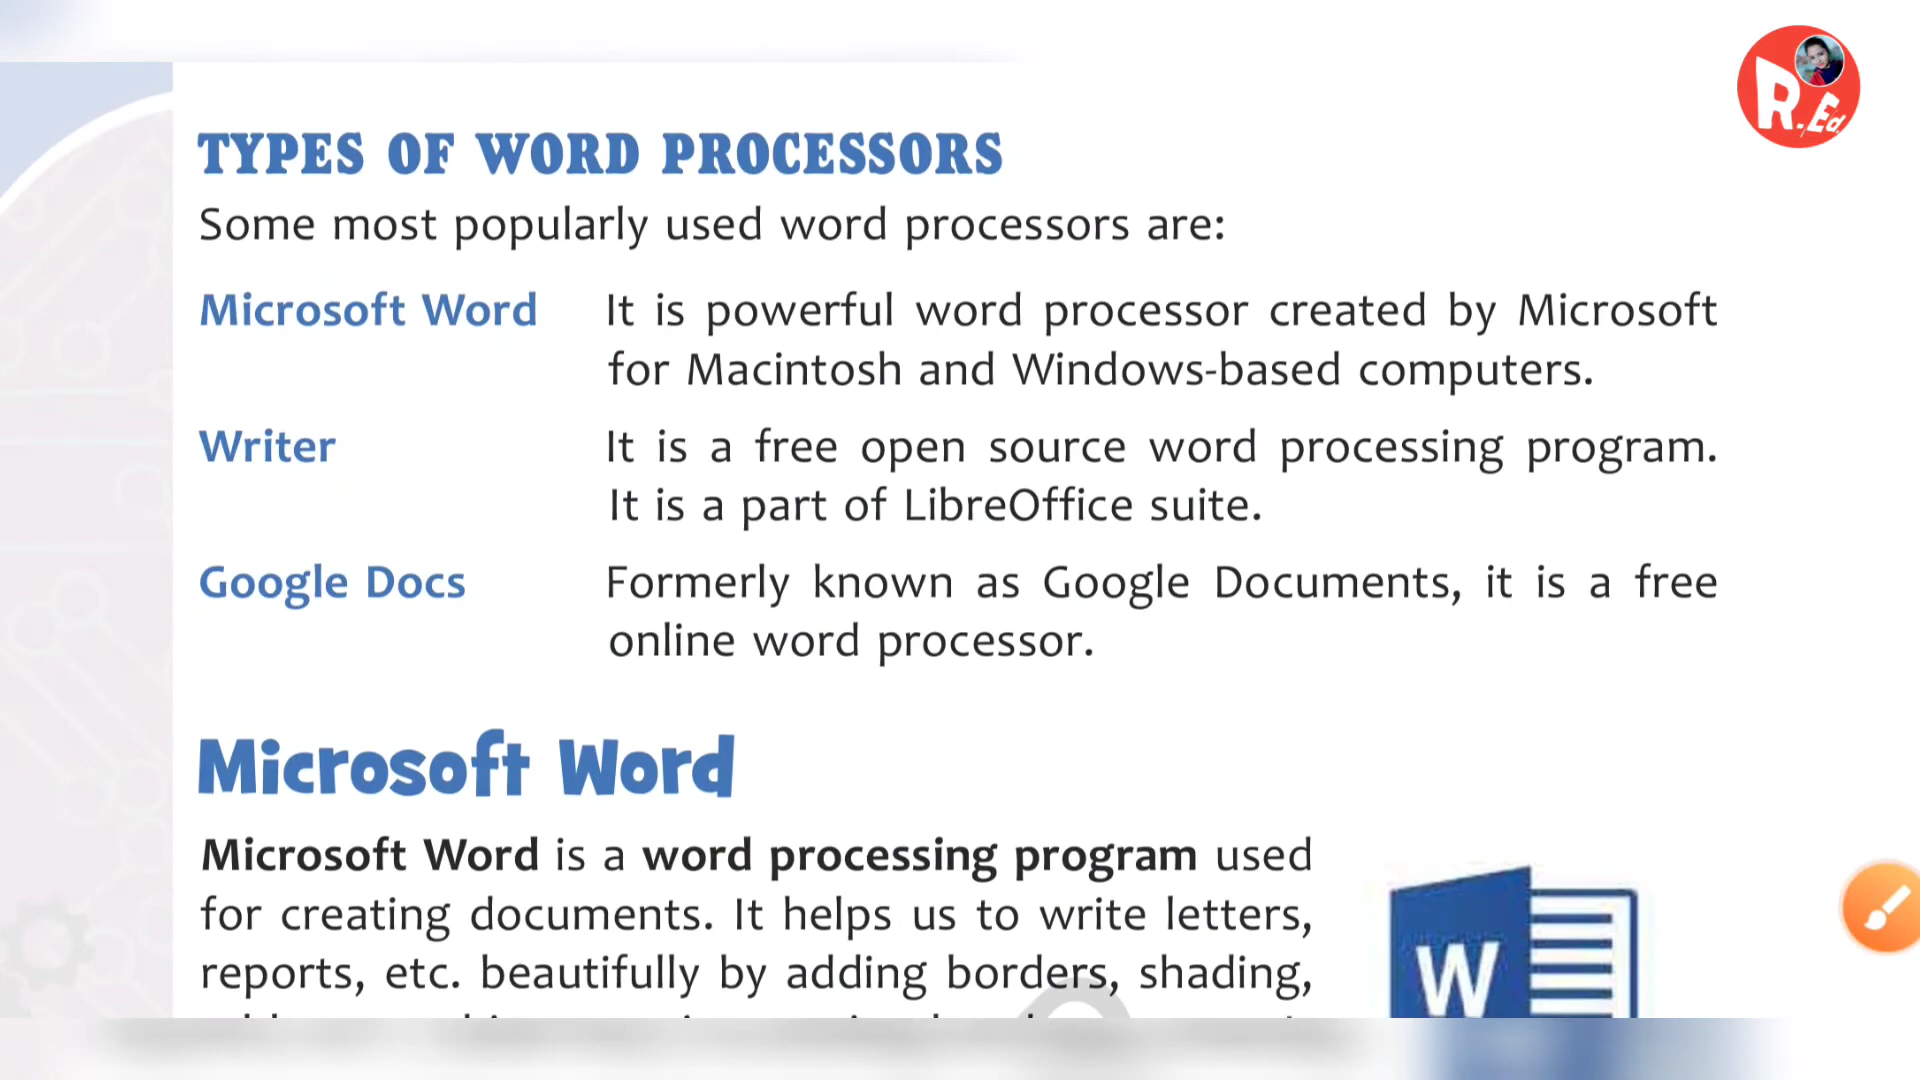 R.Ed.
TYPES OF WORD PROCESSORS
Some most popularly used word processors are:
Microsoft Word It is powerful word processor created by Microsoft
for Macintosh and Windows-based computers.
Writer It is a free open source word processing program.
It is a part of LibreOffice suite.
Google Docs Formerly known as Google Documents, it is a free
online word processor.
Microsoft Word
Microsoft Word is a word processing program used
for creating documents. It helps us to write letters,
reports, etc. beautifully by adding borders, shading,
W